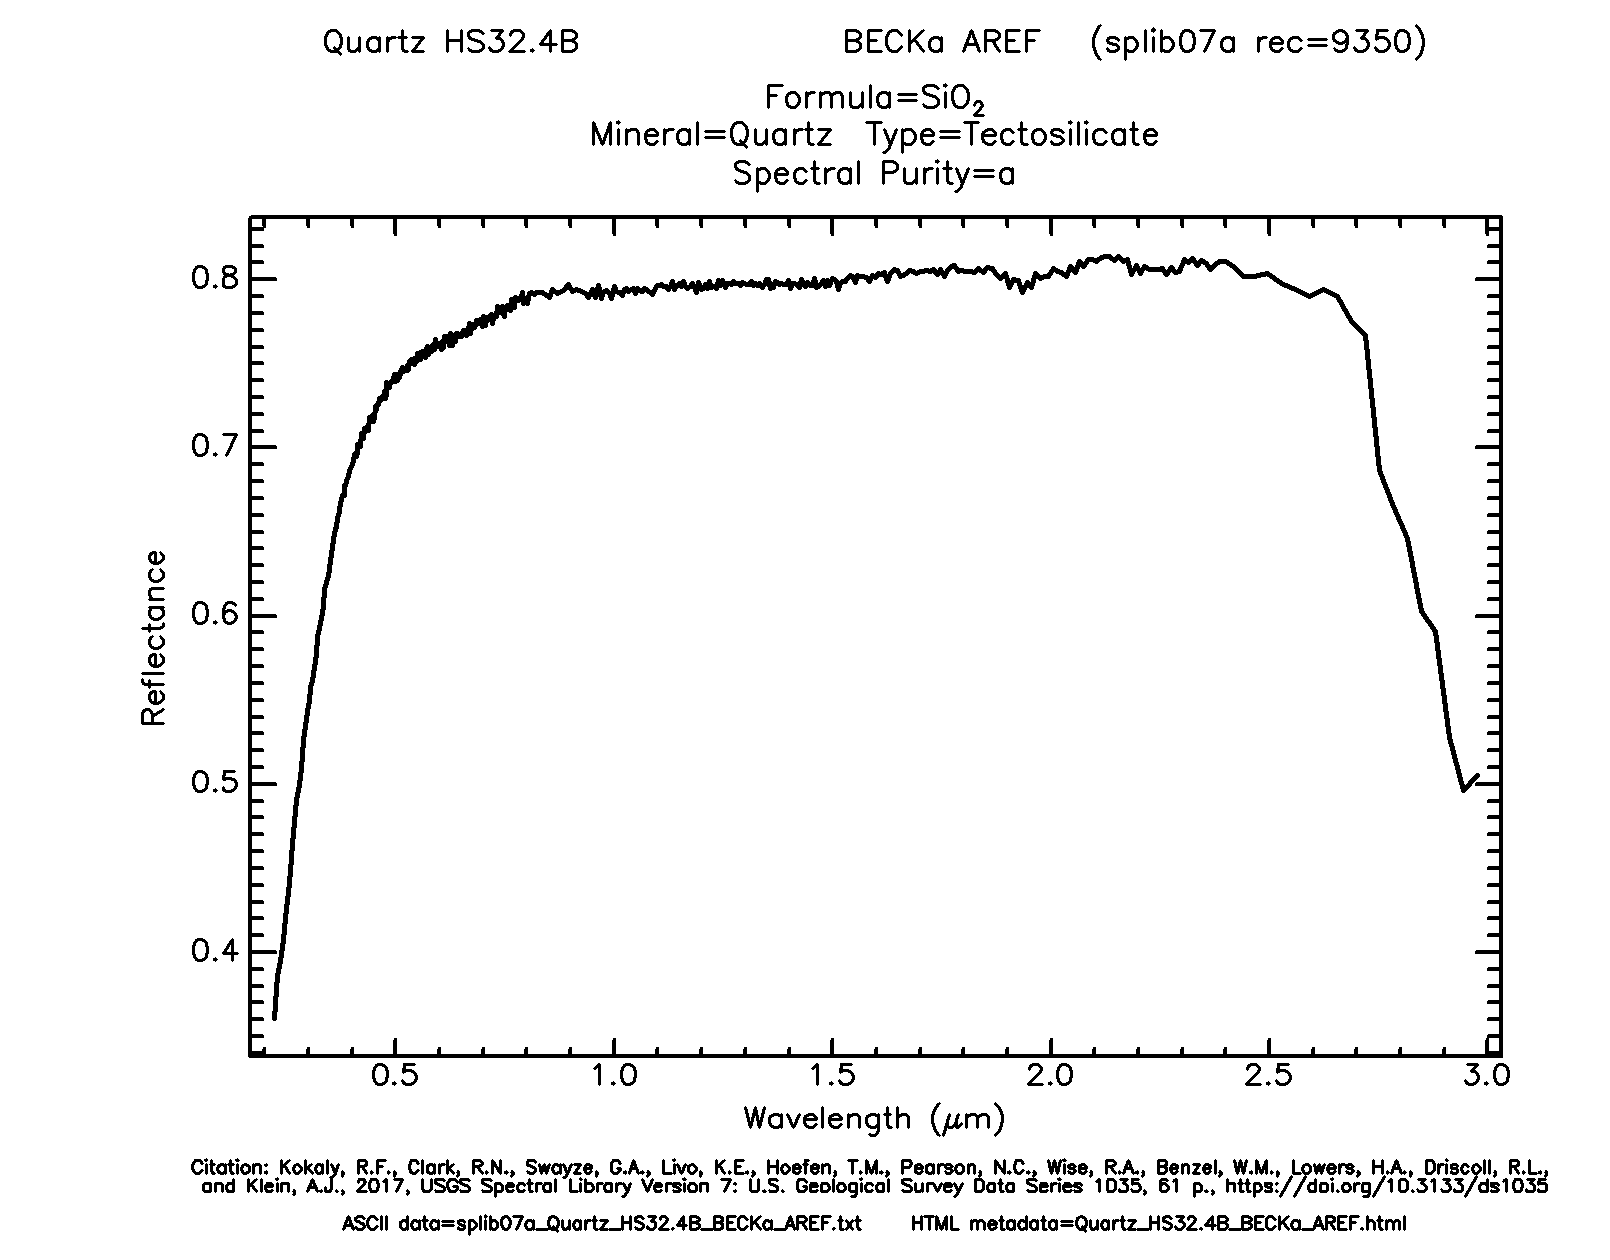 Quartz HS32.4B BECKa AREF (splib07a rec=9350)
Formula=SiO2
Mineral=Quartz Type=Tectosilicate
Spectral Purity=a
0.8
0.7
0.6
0.5
0.4
Reflectance
0.5 1.0 1.5 2.0 2.5 3.0
Wavelength (μm)
Citation: Kokaly, R.F., Clark, R.N., Swayze, G.A., Livo, K.E., Hoefen, T.M., Pearson, N.C., Wise, R.A., Benzel, W.M., Lowers, H.A., Driscoll, R.L.,
and Klein, A.J., 2017, USGS Spectral Library Version 7: U.S. Geological Survey Data Series 1035, 61 p., https://doi.org/10.3133/ds1035
ASCII data=splib07a_Quartz_HS32.4B_BECKa_AREF.txt HTML metadata=Quartz_HS32.4B_BECKa_AREF.html